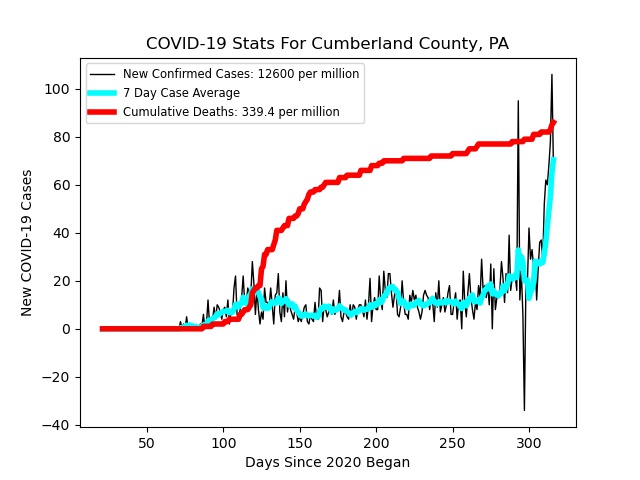 COVID-19 Stats For Cumberland County, PA
New Confirmed Cases: 12600 per million
7 Day Case Average
Cumulative Deaths: 339.4 per million
New COVID-19 Cases
100
80
60
40
20
0
−20
−40
50 100 150 200 250 300
Days Since 2020 Began